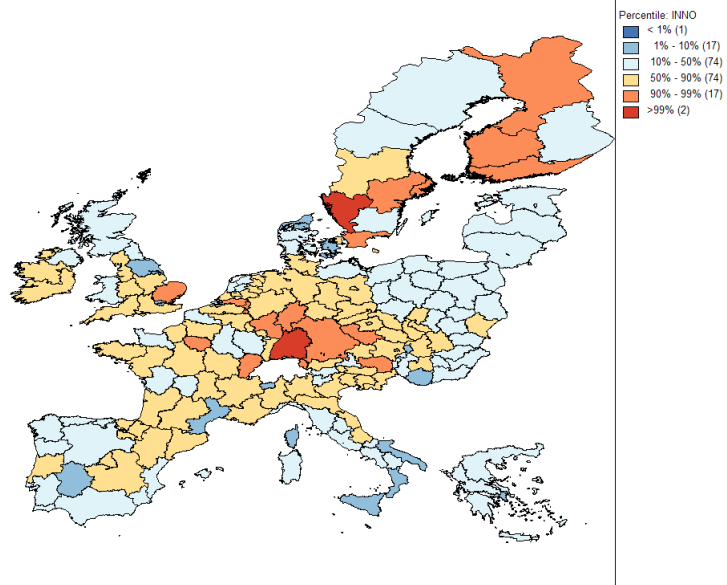 Percentile: INNO
< 1% (1)
1% - 10% (17)
10% - 50% (74)
50% - 90% (74)
90% - 99% (17)
>99% (2)